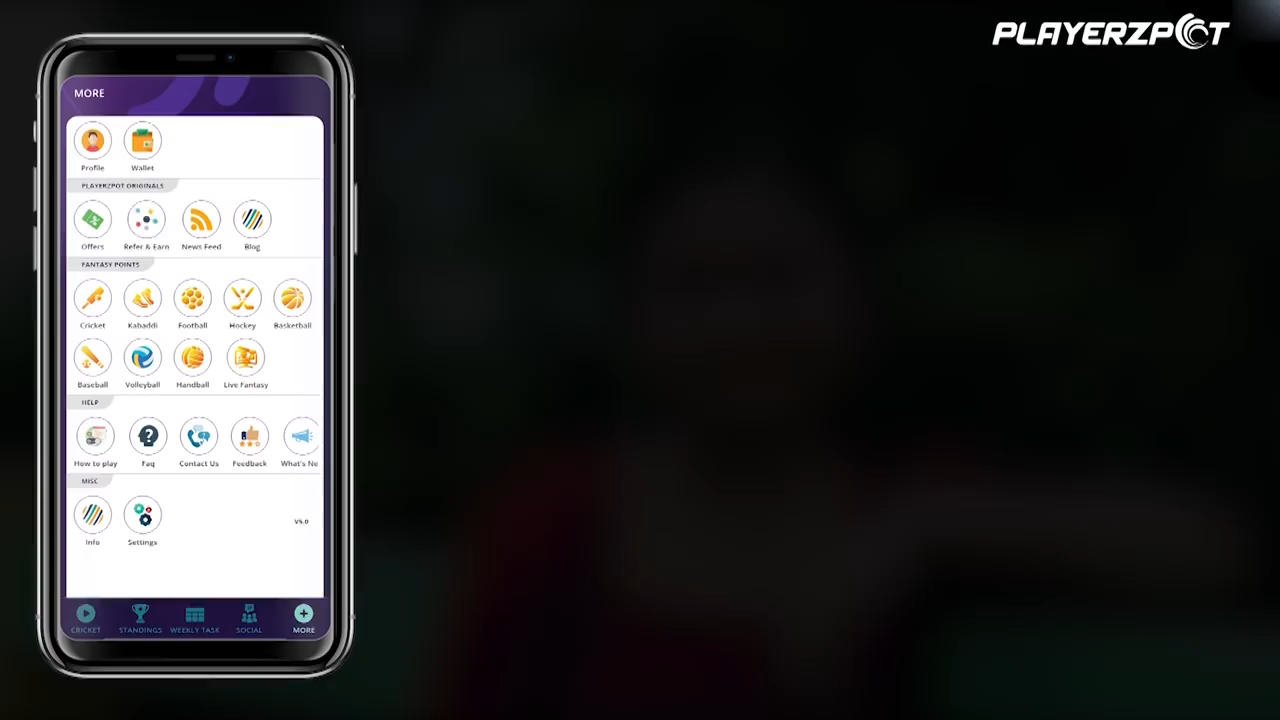 PLAYERZPOT
MORE
Profile Wallet
PLAYERZPOT ORIGINALS
Offers Refer & Earn News Feed Blog
FANTASY POINTS
Cricket Kabaddi Football Hockey Basketball
Baseball Volleyball Handball Live Fantasy
HELP
How to play Faq Contact Us Feedback What's Ne
MISC
V5.0
Info Settings
CRICKET STANDINGS WEEKLY TASK SOCIAL MORE